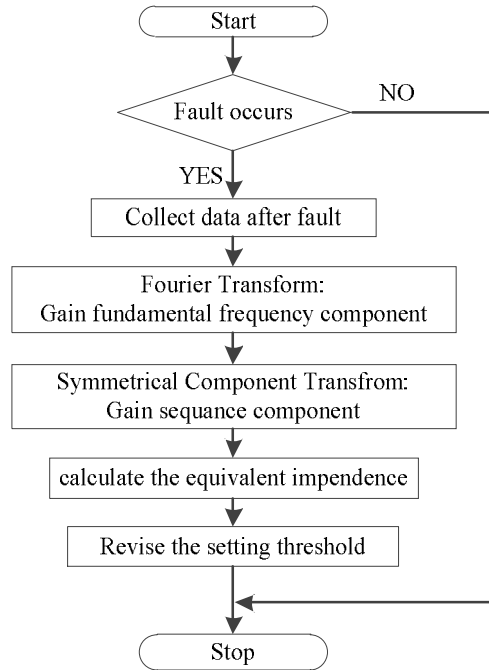 Start
Fault occurs
NO
YES
Collect data after fault
Fourier Transform:
Gain fundamental frequency component
Symmetrical Component Transfrom:
Gain sequance component
calculate the equivalent impendence
Revise the setting threshold
Stop